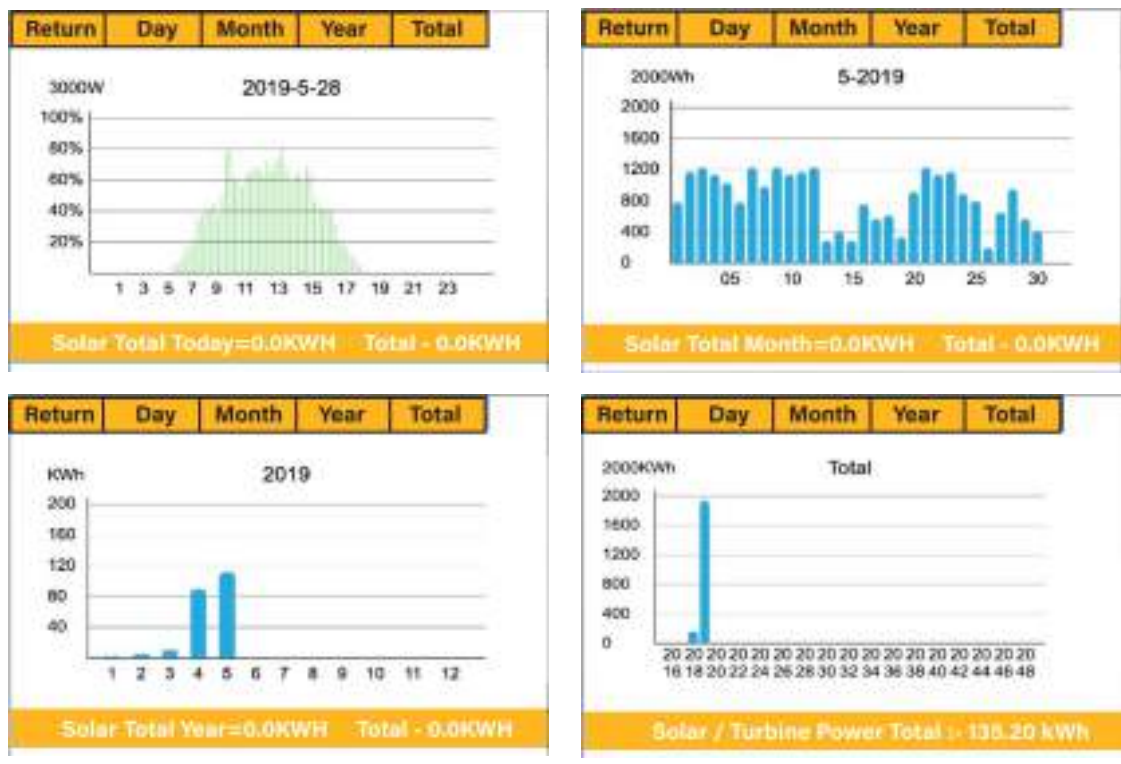 Return Day Month Year Total
3000W 2019-5-28
100%
80%
60%
40%
20%
1 3 5 7 9 11 13 15 17 19 21 23
Solar Total Today=0.0KWH Total - 0.0KWH
Return Day Month Year Total
2000Wh 5-2019
2000
1600
1200
800
400
0
05 10 15 20 25 30
Solar Total Month=0.0KWH Total - 0.0KWH
Return Day Month Year Total
KWh 2019
200
160
120
80
40
1 2 3 4 5 6 7 8 9 10 11 12
Solar Total Year=0.0KWH Total - 0.0KWH
Return Day Month Year Total
2000KWh Total
2000
1600
1200
800
400
0
20 20 20 20 20 20 20 20 20 20 20 20 20 20 20 20 20
16 18 20 22 24 26 28 30 32 34 36 38 40 42 44 46 48
Solar / Turbine Power Total :- 135.20 kWh